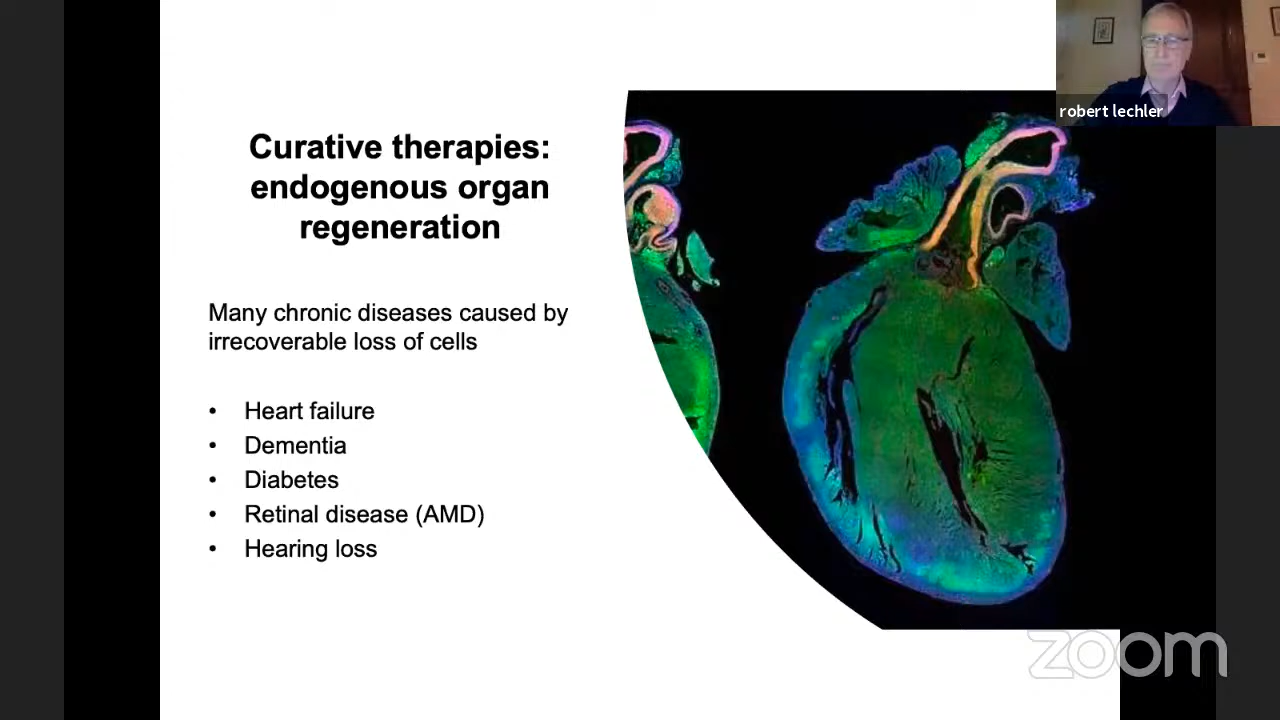 Curative therapies:
endogenous organ
regeneration
Many chronic diseases caused by
irrecoverable loss of cells
• Heart failure
• Dementia
• Diabetes
• Retinal disease (AMD)
• Hearing loss
robert lechler
zoom